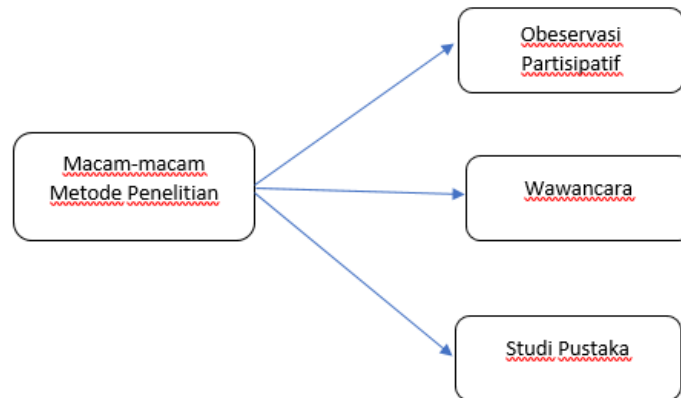 Obeservasi
Partisipatif
Macam-macam
Metode Penelitian
Wawancara
Studi Pustaka